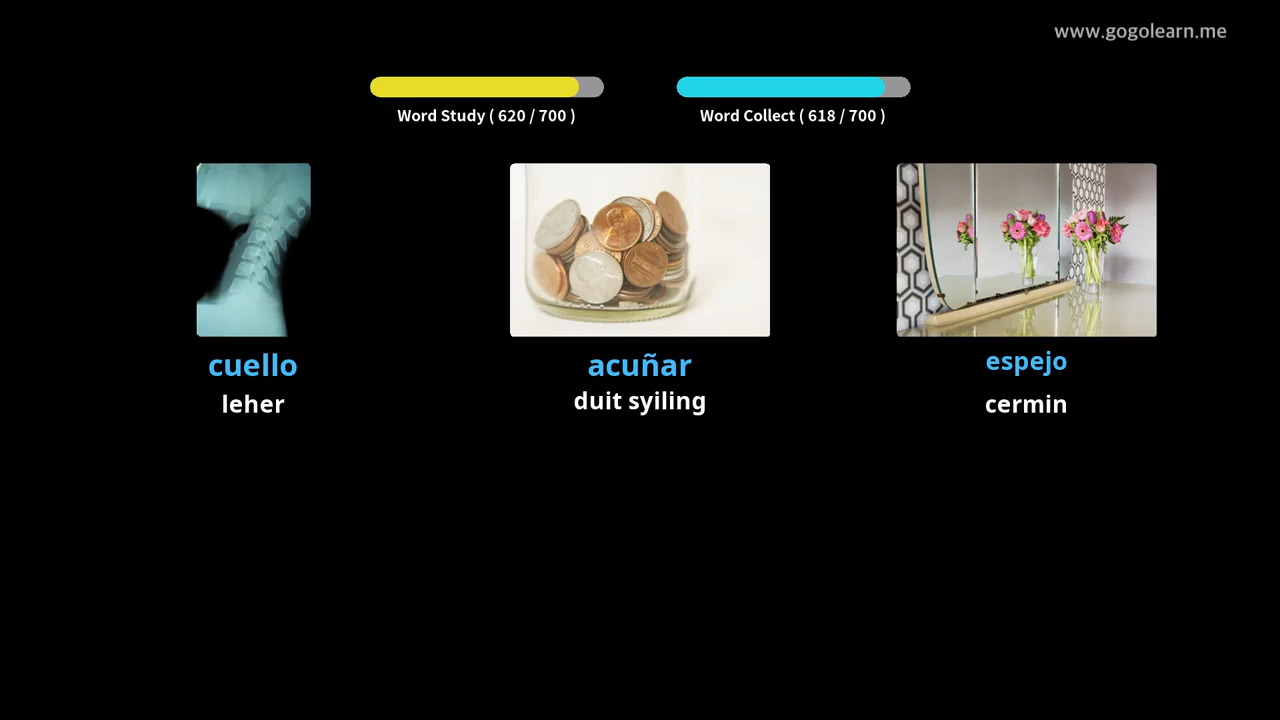 www.gogolearn.me
Word Study ( 620 / 700 )
Word Collect ( 618 / 700 )
cuello
leher
acuñar
duit syiling
espejo
cermin